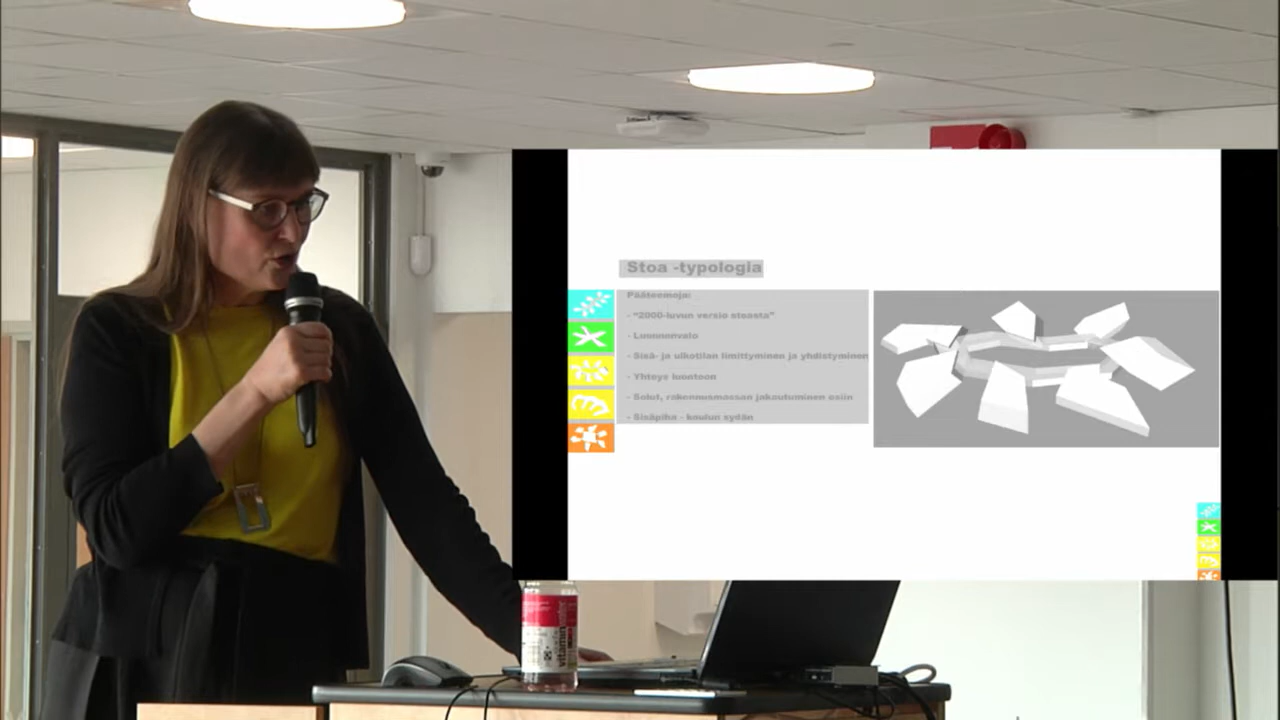 Stoa -typologia
Pääteemoja:
- “2000-luvun versio stoasta”
- Luonnonvalo
- Sisä- ja ulkotilan limittyminen ja yhdistyminen
- Yhteys luontoon
- Solut, rakennusmassan jakautuminen osiin
- Sisäpiha - koulun sydän
vitaminwater